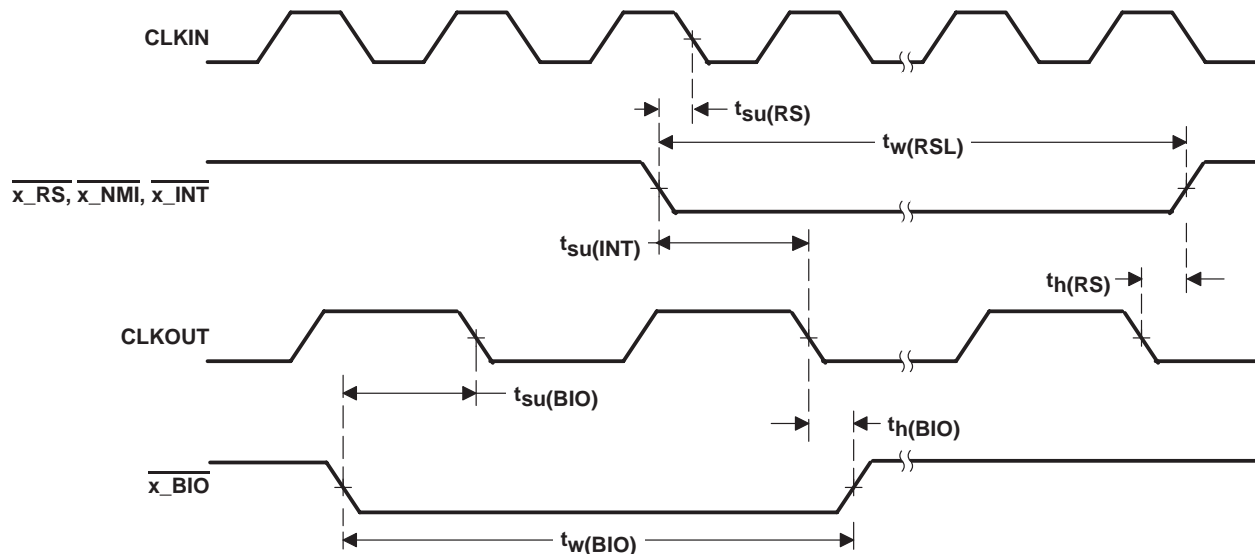 CLKIN
tsu(RS)
tw(RSL)
x_RS, x_NMI, x_INT
tsu(INT)
th(RS)
CLKOUT
tsu(BIO)
th(BIO)
x_BIO
tw(BIO)